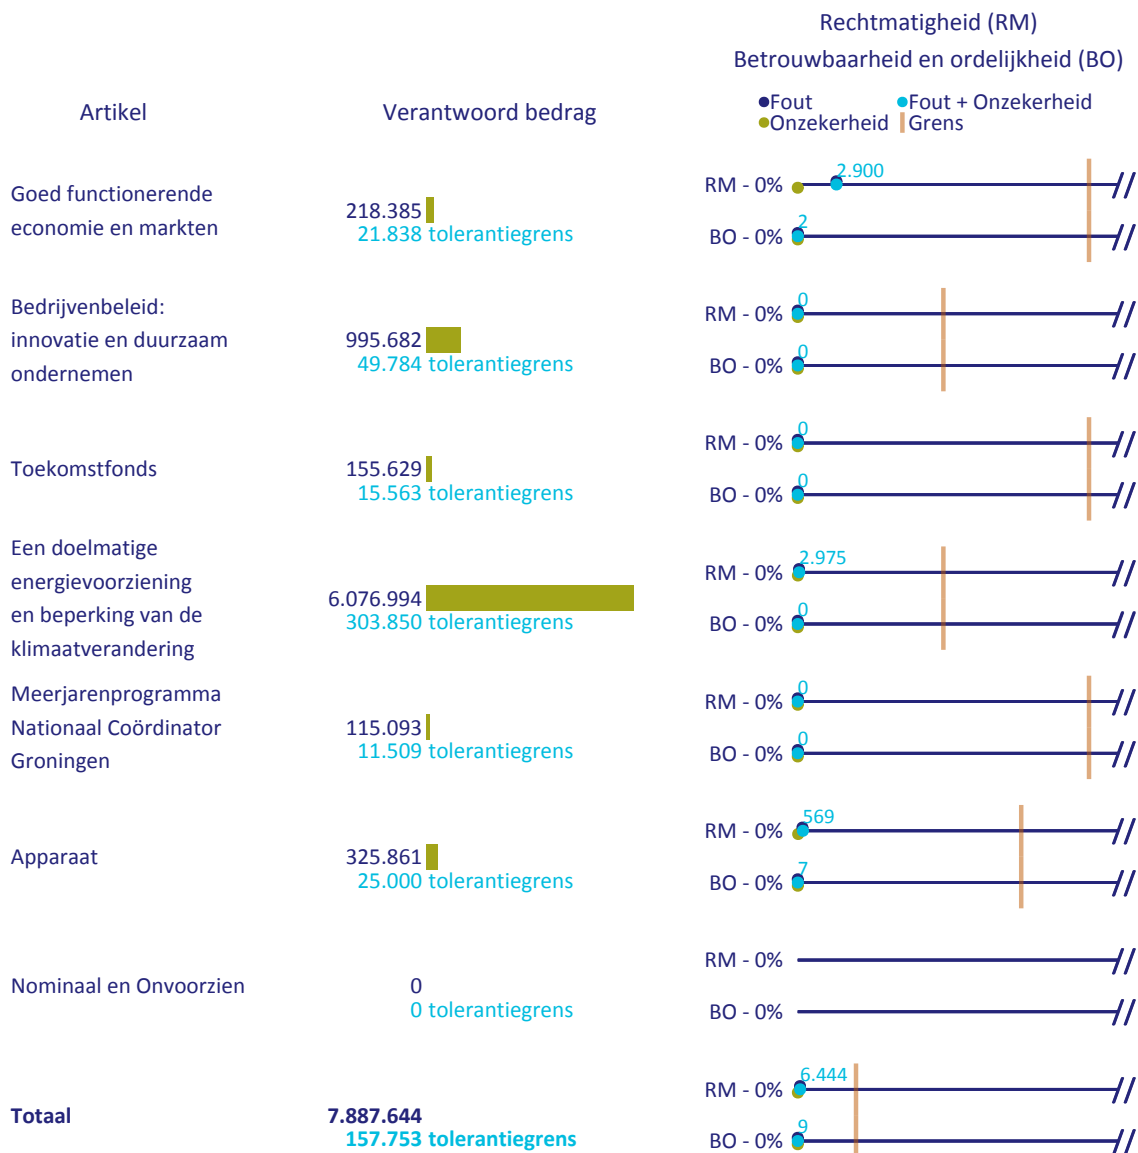 Rechtmatigheid (RM)
Betrouwbaarheid en ordelijkheid (BO)
Artikel
Verantwoord bedrag
Fout
Fout + Onzekerheid
Onzekerheid
Grens
Goed functionerende
economie en markten
218.385
21.838 tolerantiegrens
RM - 0%
2.900
BO - 0%
2
Bedrijvenbeleid:
innovatie en duurzaam
ondernemen
995.682
49.784 tolerantiegrens
RM - 0%
0
BO - 0%
0
Toekomstfonds
155.629
15.563 tolerantiegrens
RM - 0%
0
BO - 0%
0
Een doelmatige
energievoorziening
en beperking van de
klimaatverandering
6.076.994
303.850 tolerantiegrens
RM - 0%
2.975
BO - 0%
0
Meerjarenprogramma
Nationaal Coördinator
Groningen
115.093
11.509 tolerantiegrens
RM - 0%
0
BO - 0%
0
Apparaat
325.861
25.000 tolerantiegrens
RM - 0%
569
BO - 0%
7
Nominaal en Onvoorzien
0
0 tolerantiegrens
RM - 0%
BO - 0%
Totaal
7.887.644
157.753 tolerantiegrens
RM - 0%
6.444
BO - 0%
9